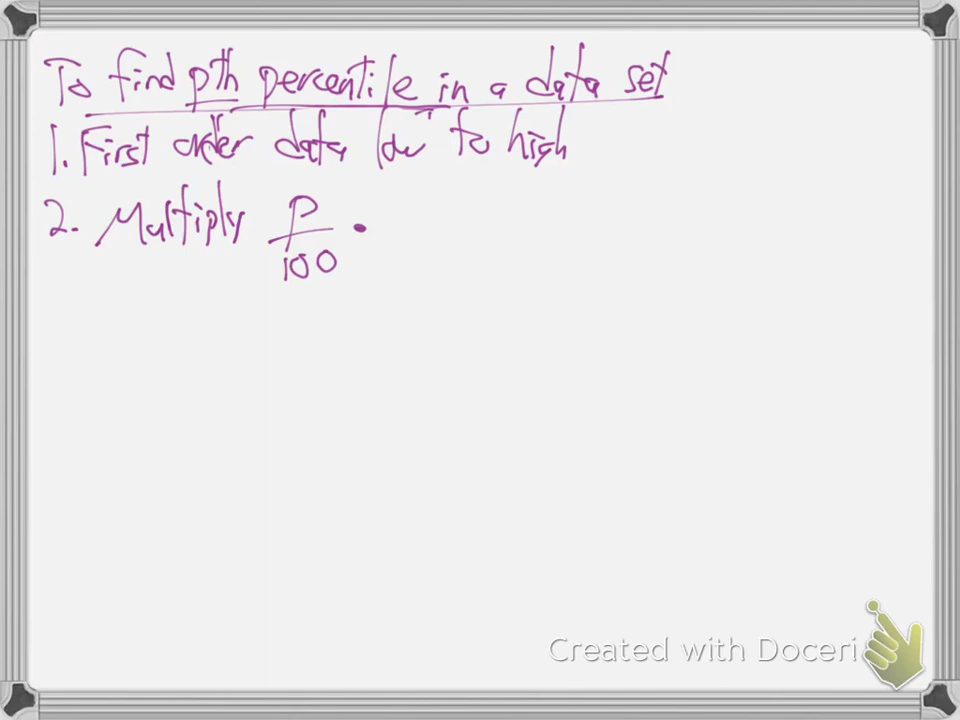 To find pth percentile in a data set
1. First order data low to high
2. Multiply P/100 •
Created with Doceri